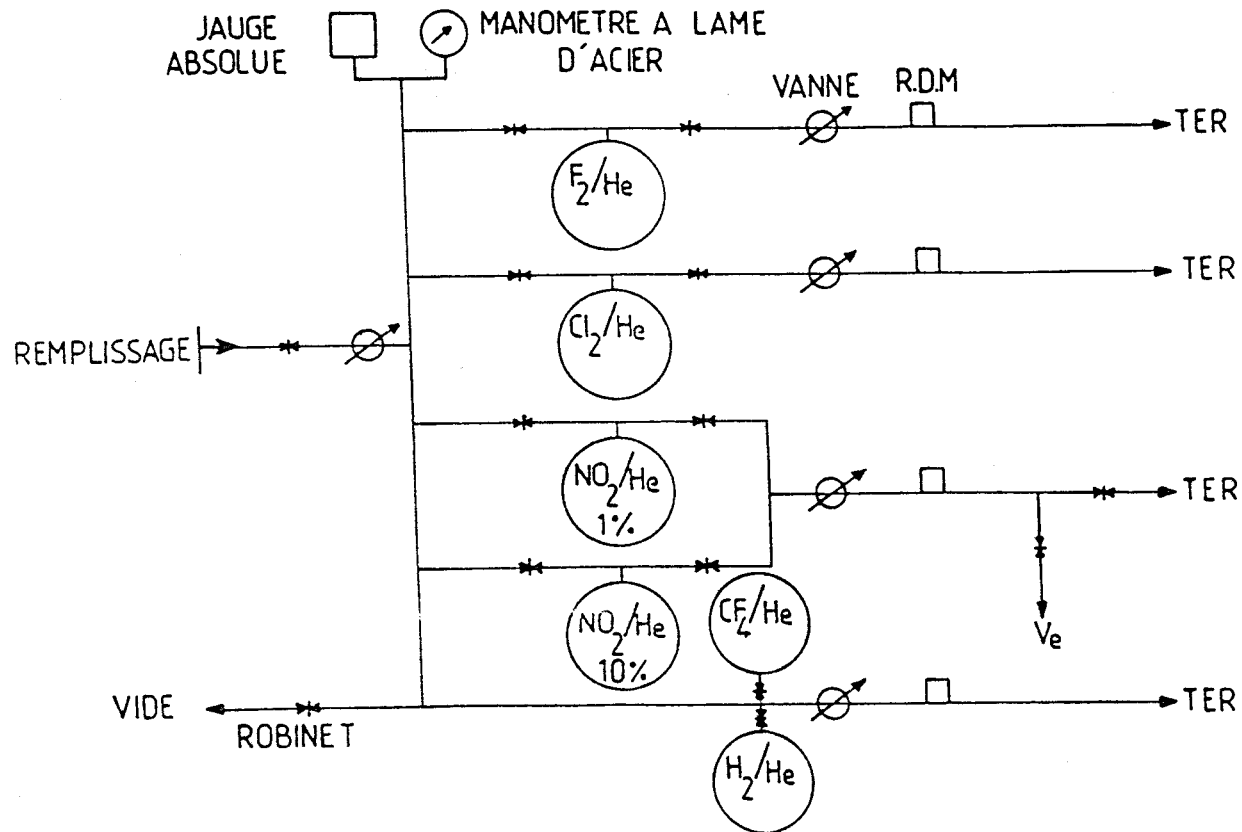 JAUGE
ABSOLUE
MANOMETRE A LAME
D'ACIER
VANNE
R.D.M
TER
F2/He
TER
Cl2/He
REMPLISSAGE
NO2/He
1%
TER
NO2/He
10%
CF4/He
Ve
VIDE
ROBINET
TER
H2/He